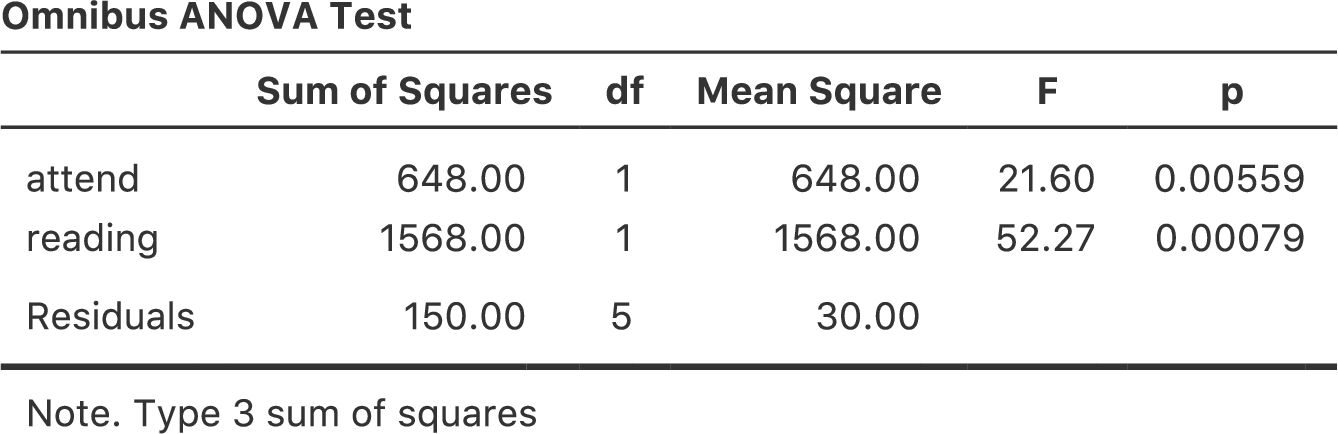 Omnibus ANOVA Test
Sum of Squares df Mean Square F p
attend 648.00 1 648.00 21.60 0.00559
reading 1568.00 1 1568.00 52.27 0.00079
Residuals 150.00 5 30.00
Note. Type 3 sum of squares